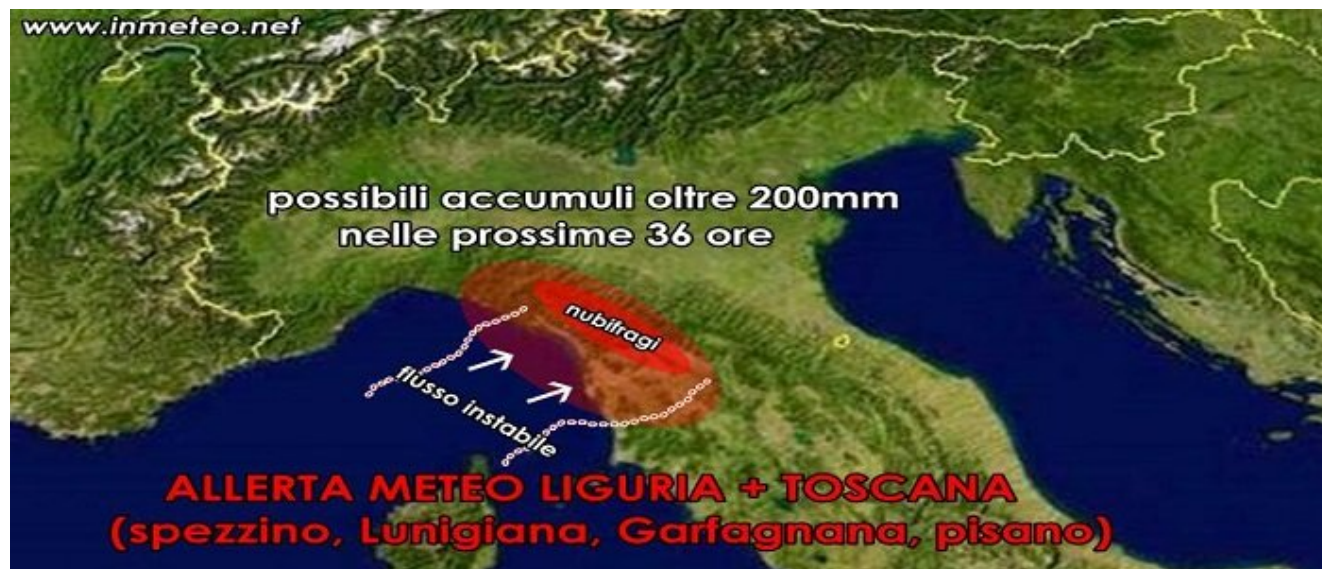 www.inmeteo.net
possibili accumuli oltre 200mm
nelle prossime 36 ore
nubifragi
flusso instabile
ALLERTA METEO LIGURIA + TOSCANA
(spezzino, Lunigiana, Garfagnana, pisano)